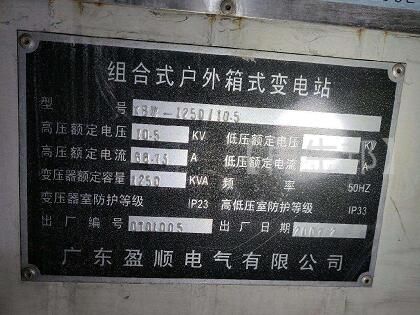 组合式户外箱式变电站
型 号 YBW-1250/10.5
高压额定电压 10.5 KV 低压额定电压 KV
高压额定电流 68.73 A 低压额定电流 A
变压器额定容量 1250 KVA 频 率 50HZ
变压器室防护等级 IP23 高低压室防护等级 IP33
出厂编号 0701005 出厂日期
广东盈顺电气有限公司